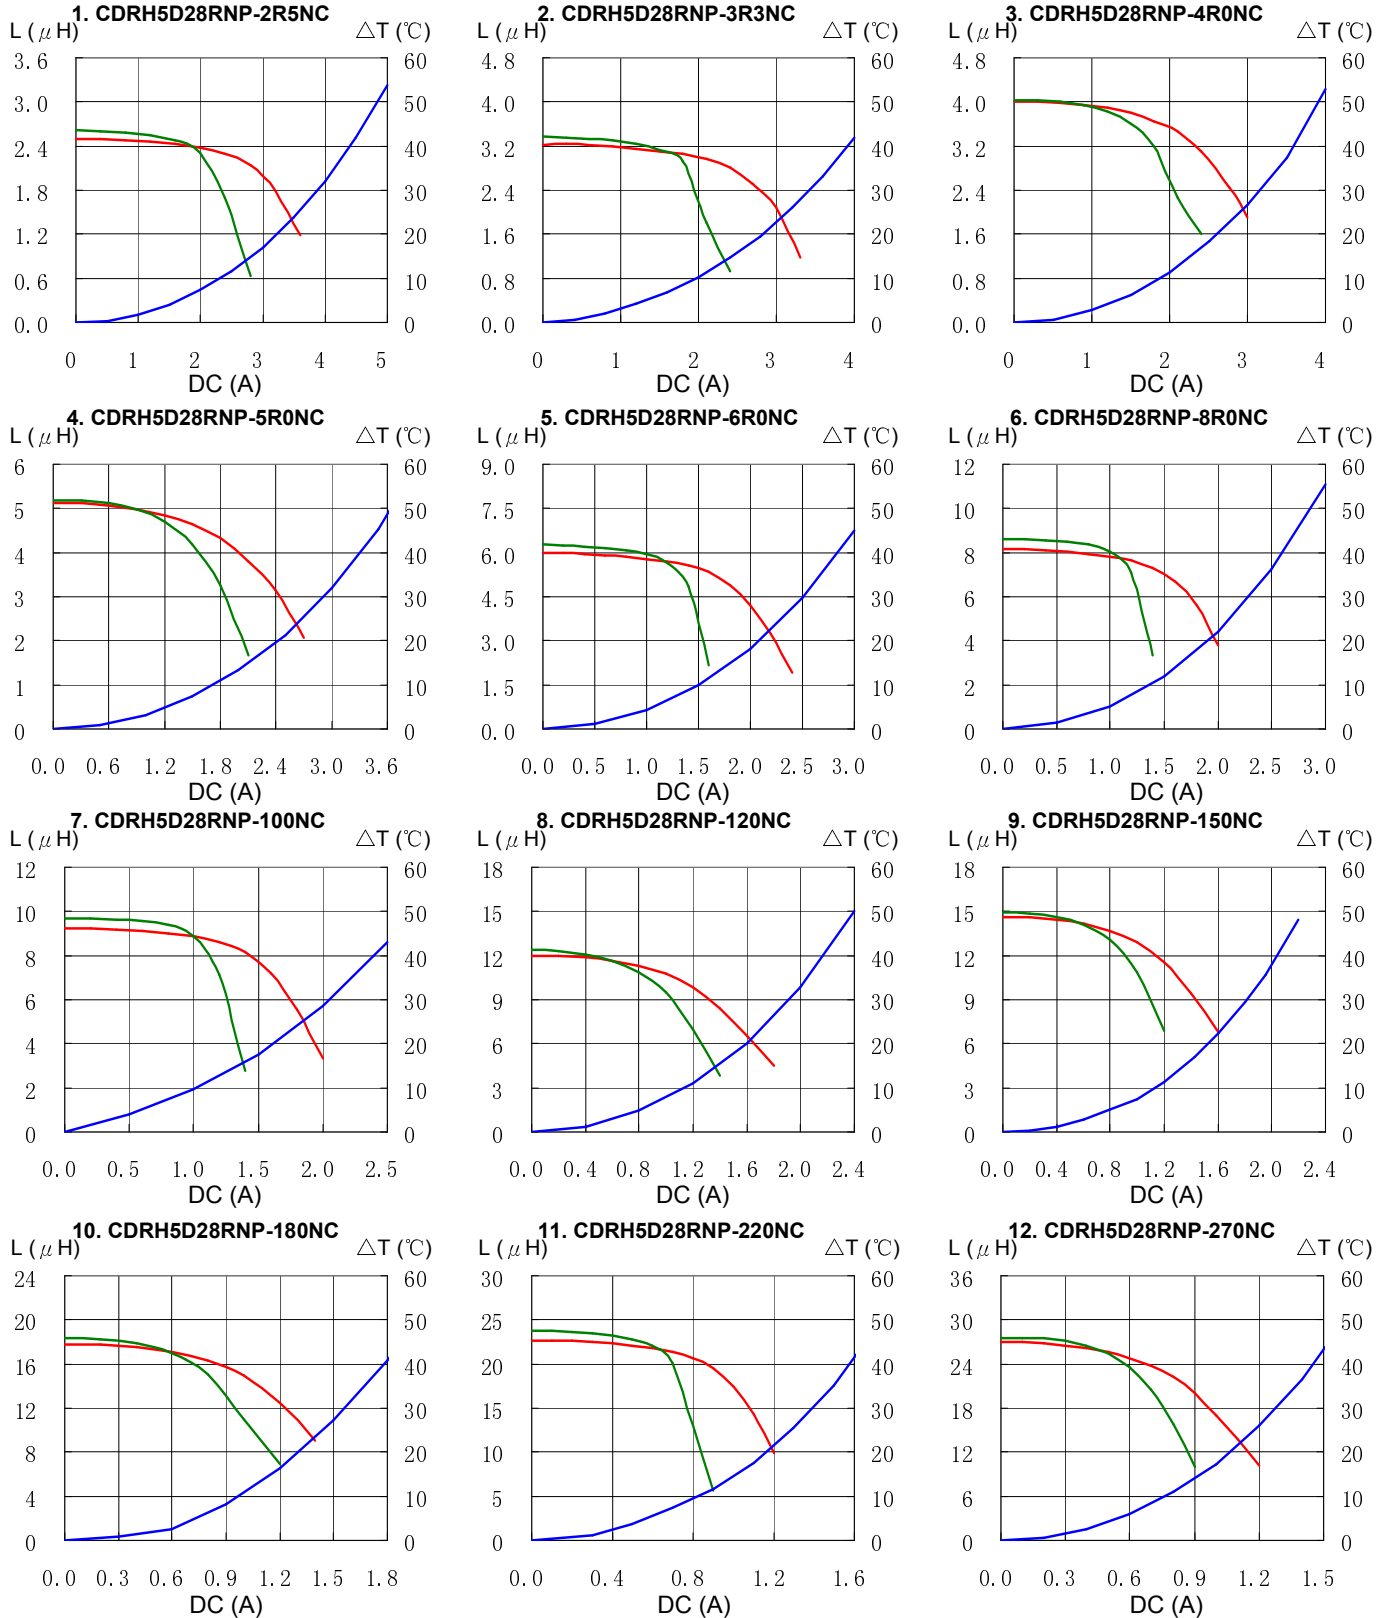 1. CDRH5D28RNP-2R5NC
L (μH) △T (℃)
3.6 60
3.0 50
2.4 40
1.8 30
1.2 20
0.6 10
0.0 0
0 1 2 3 4 5
DC (A)
2. CDRH5D28RNP-3R3NC
L (μH) △T (℃)
4.8 60
4.0 50
3.2 40
2.4 30
1.6 20
0.8 10
0.0 0
0 1 2 3 4
DC (A)
3. CDRH5D28RNP-4R0NC
L (μH) △T (℃)
4.8 60
4.0 50
3.2 40
2.4 30
1.6 20
0.8 10
0.0 0
0 1 2 3 4
DC (A)
4. CDRH5D28RNP-5R0NC
L (μH) △T (℃)
6 60
5 50
4 40
3 30
2 20
1 10
0 0
0.0 0.6 1.2 1.8 2.4 3.0 3.6
DC (A)
5. CDRH5D28RNP-6R0NC
L (μH) △T (℃)
9.0 60
7.5 50
6.0 40
4.5 30
3.0 20
1.5 10
0.0 0
0.0 0.5 1.0 1.5 2.0 2.5 3.0
DC (A)
6. CDRH5D28RNP-8R0NC
L (μH) △T (℃)
12 60
10 50
8 40
6 30
4 20
2 10
0 0
0.0 0.5 1.0 1.5 2.0 2.5 3.0
DC (A)
7. CDRH5D28RNP-100NC
L (μH) △T (℃)
12 60
10 50
8 40
6 30
4 20
2 10
0 0
0.0 0.5 1.0 1.5 2.0 2.5
DC (A)
8. CDRH5D28RNP-120NC
L (μH) △T (℃)
18 60
15 50
12 40
9 30
6 20
3 10
0 0
0.0 0.4 0.8 1.2 1.6 2.0 2.4
DC (A)
9. CDRH5D28RNP-150NC
L (μH) △T (℃)
18 60
15 50
12 40
9 30
6 20
3 10
0 0
0.0 0.4 0.8 1.2 1.6 2.0 2.4
DC (A)
10. CDRH5D28RNP-180NC
L (μH) △T (℃)
24 60
20 50
16 40
12 30
8 20
4 10
0 0
0.0 0.3 0.6 0.9 1.2 1.5 1.8
DC (A)
11. CDRH5D28RNP-220NC
L (μH) △T (℃)
30 60
25 50
20 40
15 30
10 20
5 10
0 0
0.0 0.4 0.8 1.2 1.6
DC (A)
12. CDRH5D28RNP-270NC
L (μH) △T (℃)
36 60
30 50
24 40
18 30
12 20
6 10
0 0
0.0 0.3 0.6 0.9 1.2 1.5
DC (A)